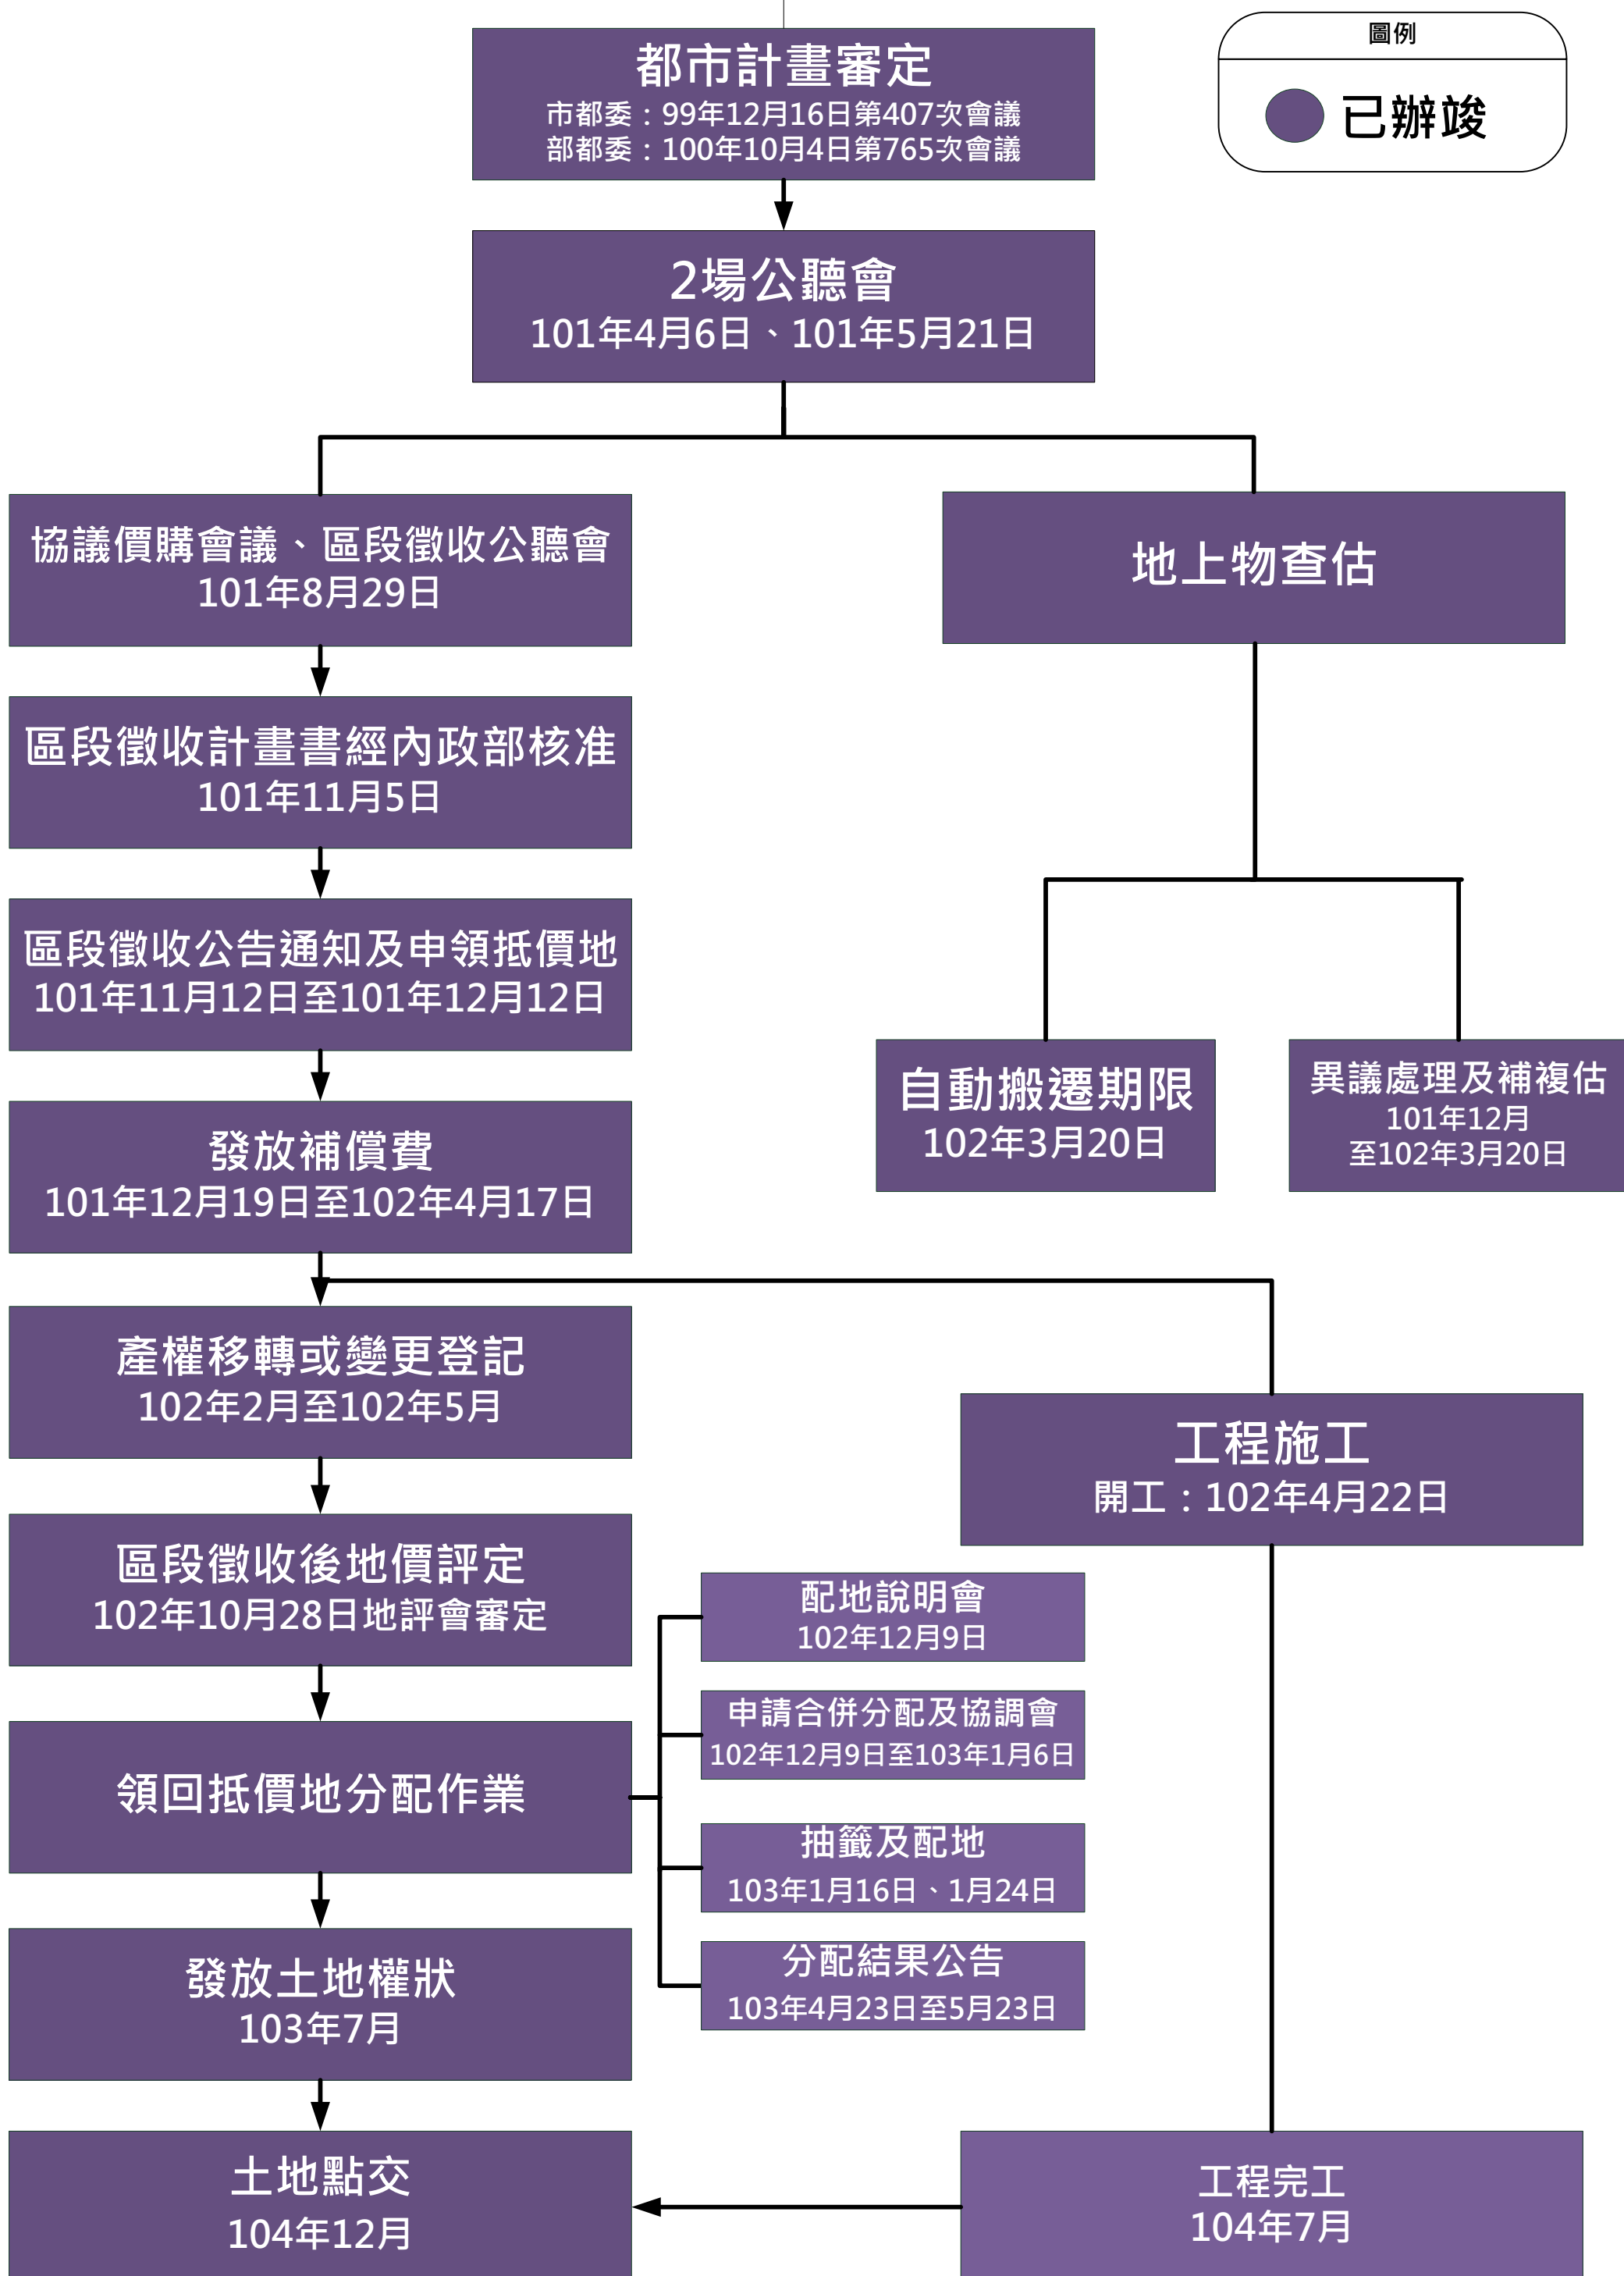 圖例
已辦竣
都市計畫審定
市都委：99年12月16日第407次會議
部都委：100年10月4日第765次會議
2場公聽會
101年4月6日、101年5月21日
協議價購會議、區段徵收公聽會
101年8月29日
地上物查估
區段徵收計畫書經內政部核准
101年11月5日
區段徵收公告通知及申領抵價地
101年11月12日至101年12月12日
自動搬遷期限
102年3月20日
異議處理及補複估
101年12月
至102年3月20日
發放補償費
101年12月19日至102年4月17日
產權移轉或變更登記
102年2月至102年5月
工程施工
開工：102年4月22日
區段徵收後地價評定
102年10月28日地評會審定
配地說明會
102年12月9日
申請合併分配及協調會
102年12月9日至103年1月6日
領回抵價地分配作業
抽籤及配地
103年1月16日、1月24日
分配結果公告
103年4月23日至5月23日
發放土地權狀
103年7月
土地點交
104年12月
工程完工
104年7月